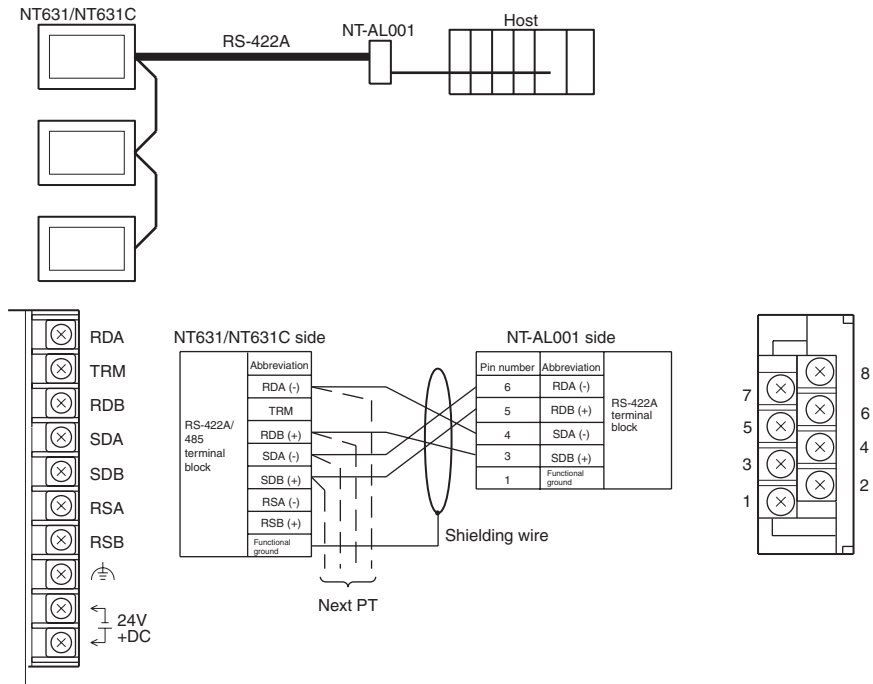 NT631/NT631C
RS-422A
NT-AL001
Host
RDA
TRM
RDB
SDA
SDB
RSA
RSB
24V
+DC
NT631/NT631C side
RS-422A/
485
terminal
block
Abbreviation
RDA (-)
TRM
RDB (+)
SDA (-)
SDB (+)
RSA (-)
RSB (+)
Functional
ground
Next PT
Shielding wire
NT-AL001 side
Pin number Abbreviation
6 RDA (-)
5 RDB (+)
4 SDA (-)
3 SDB (+)
1 Functional
ground
RS-422A
terminal
block
7
5
3
1
8
6
4
2